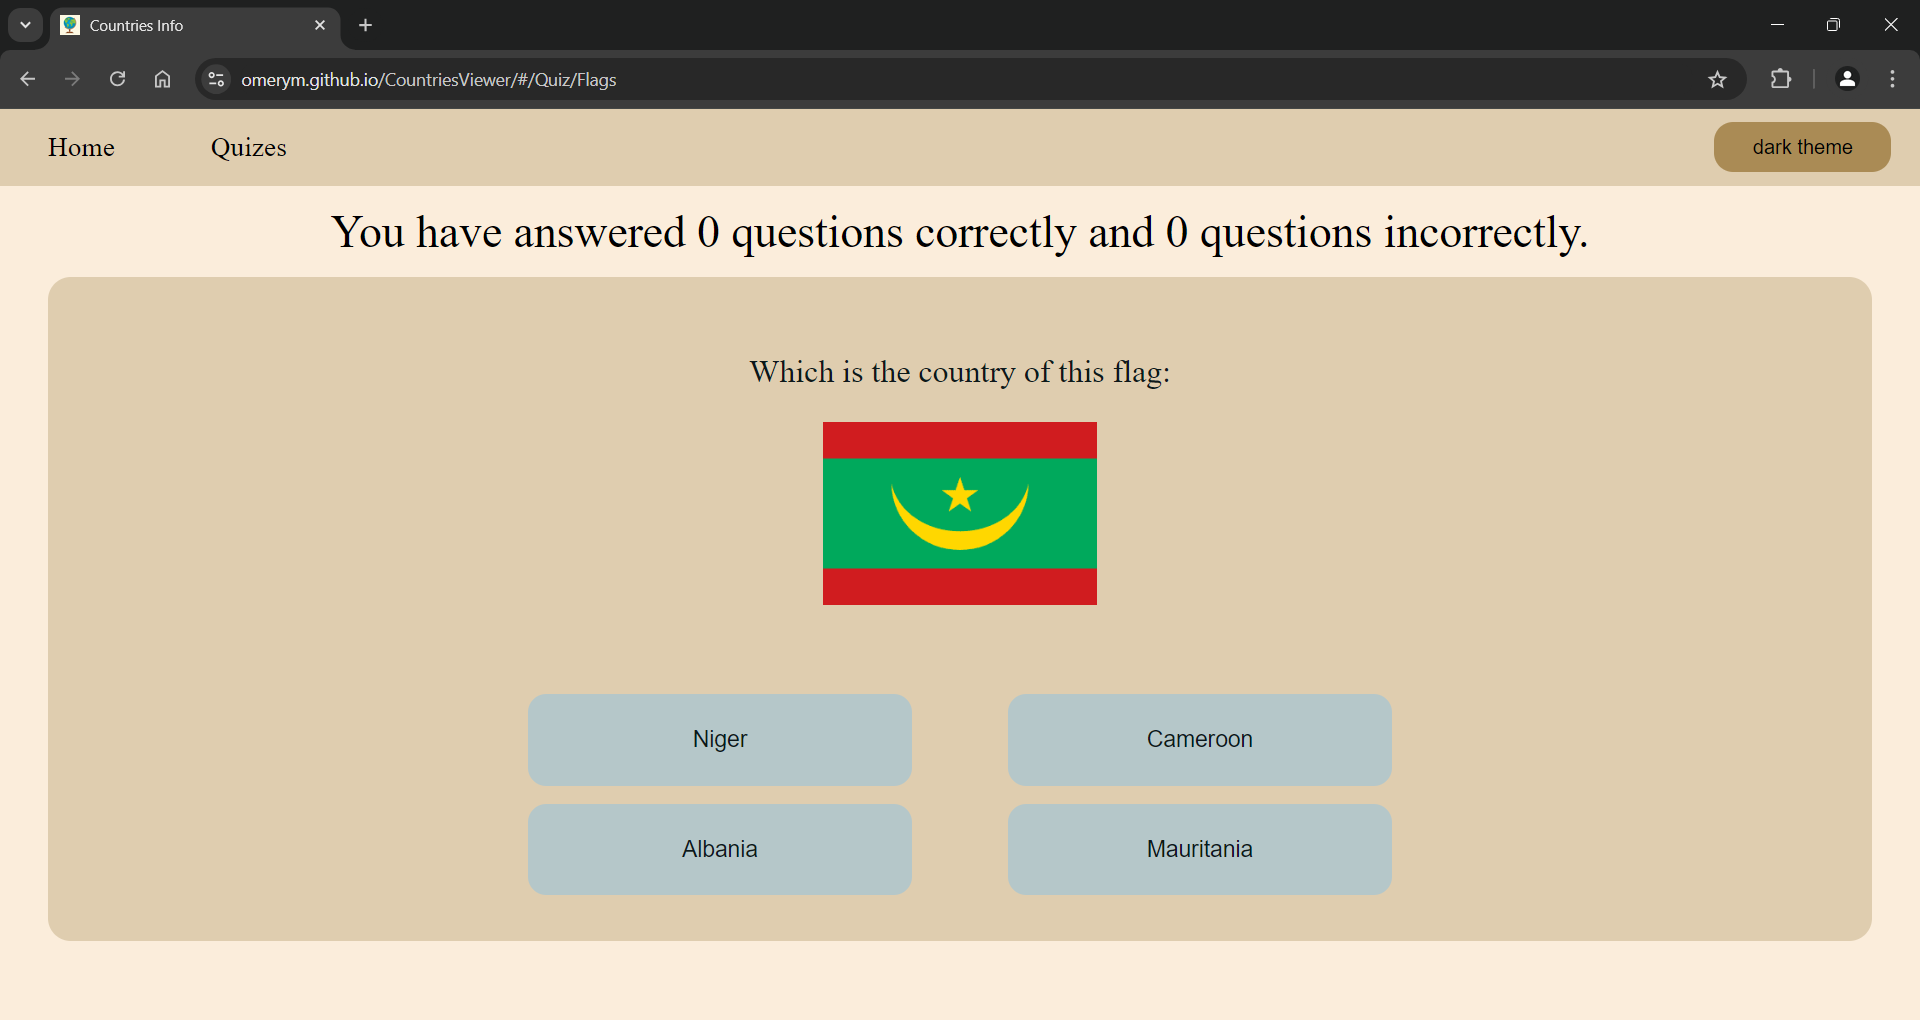 Countries Info
omerym.github.io/CountriesViewer/#/Quiz/Flags
Home Quizes dark theme
You have answered 0 questions correctly and 0 questions incorrectly.
Which is the country of this flag:
Niger Cameroon
Albania Mauritania